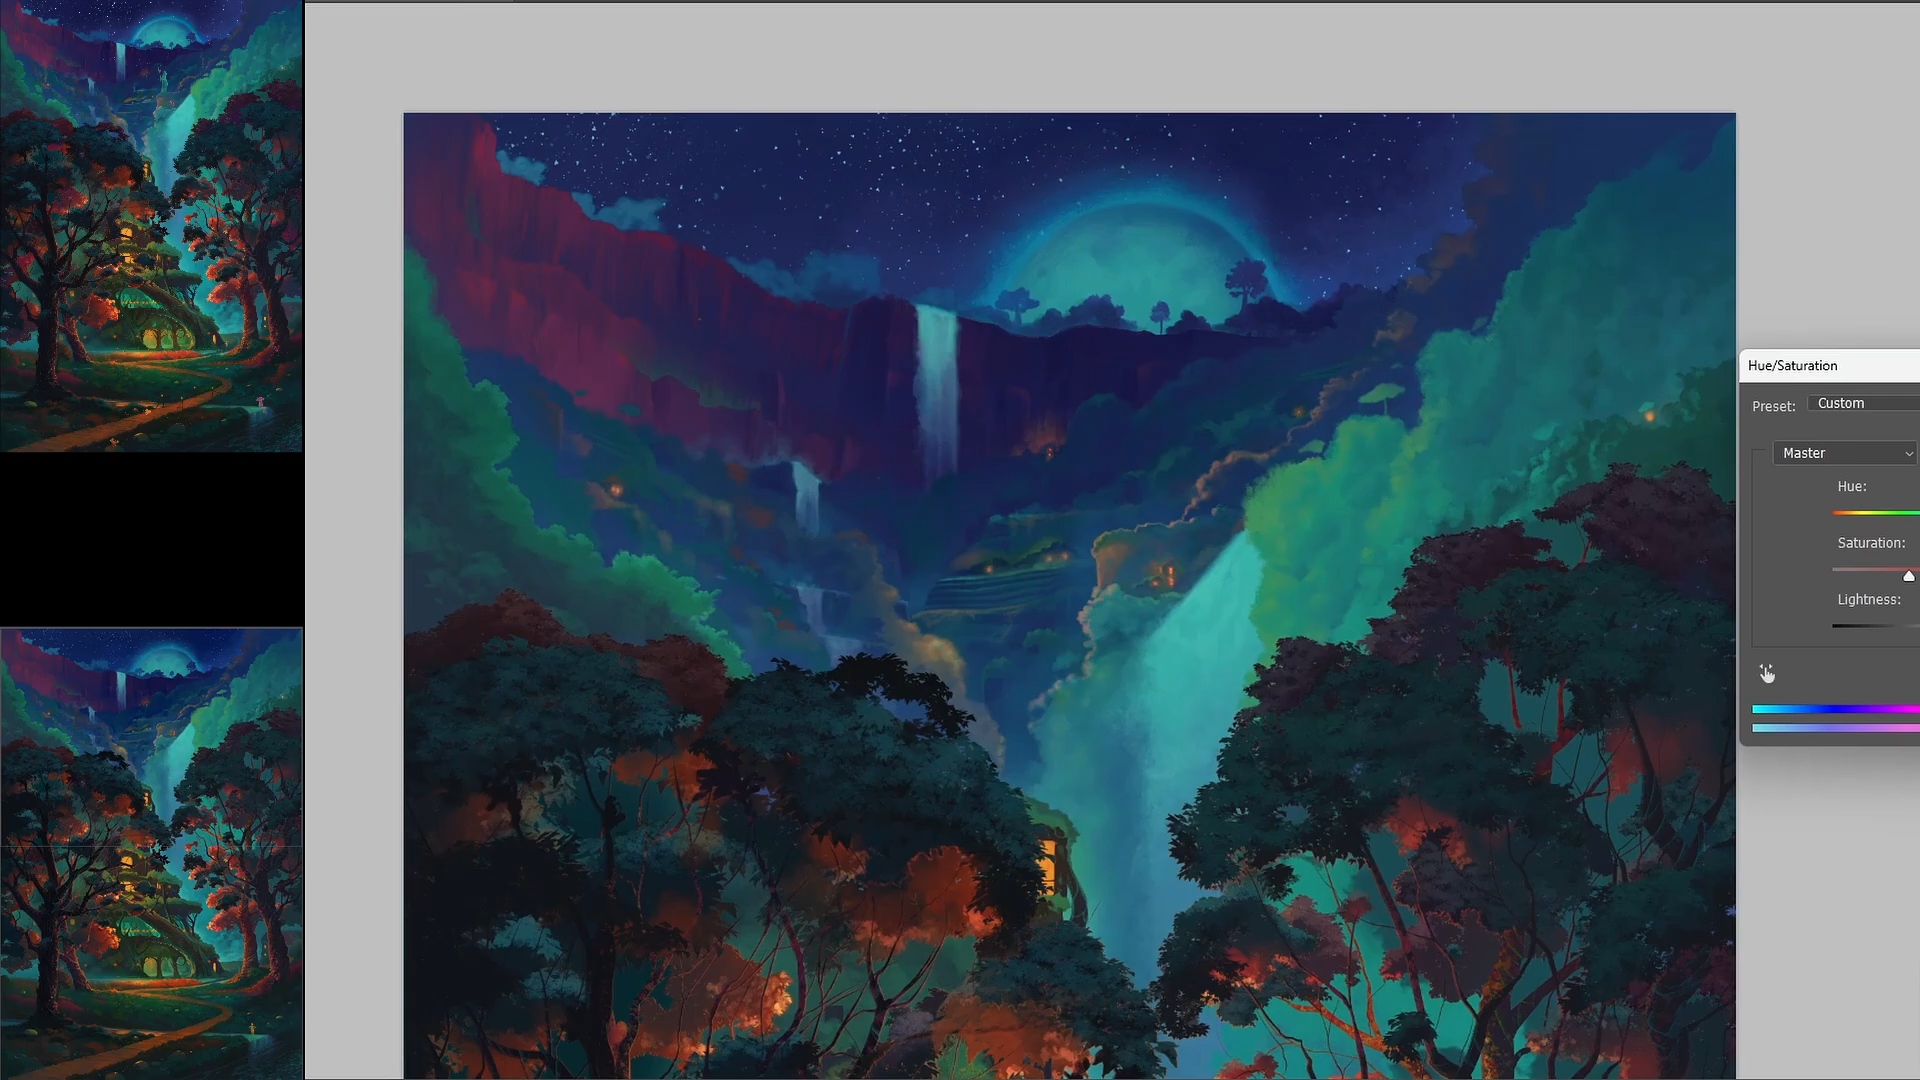 Hue/Saturation
Preset: Custom
Master
Hue:
Saturation:
Lightness: